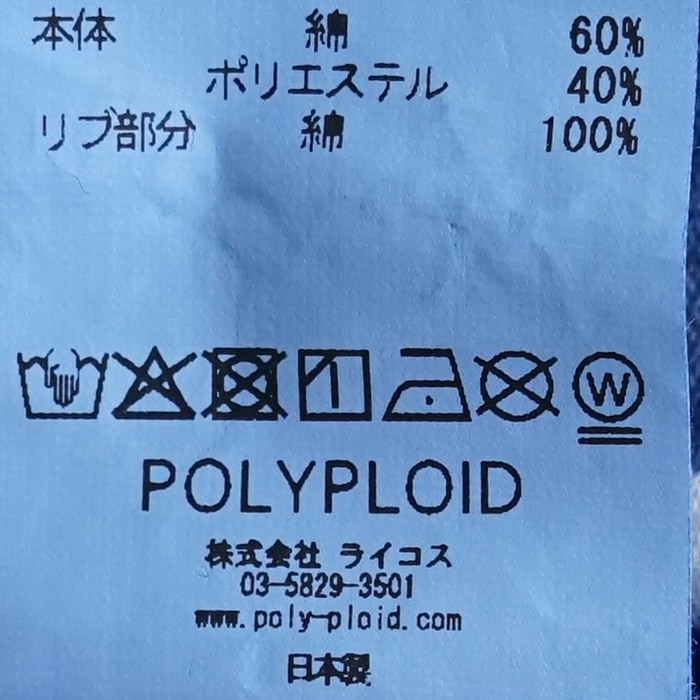 本体 綿 60%
ポリエステル 40%
リブ部分 綿 100%
W
POLYPLOID
株式会社 ライコス
03-5829-3501
www.poly-ploid.com
日本製